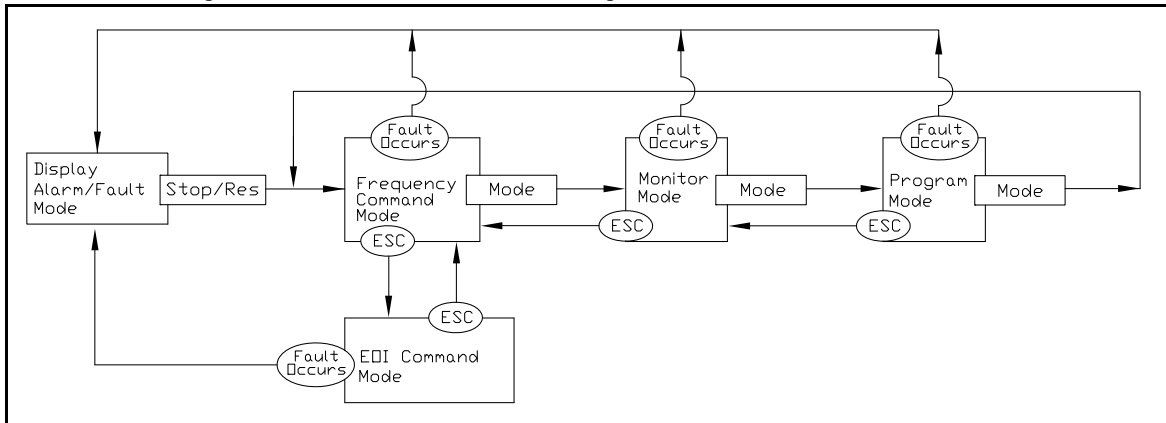 Fault
Occurs
Fault
Occurs
Fault
Occurs
Display
Alarm/Fault
Mode
Stop/Res
Frequency
Command
Mode
Mode
ESC
Monitor
Mode
Mode
ESC
Program
Mode
Mode
ESC
ESC
Fault
Occurs
EOI Command
Mode